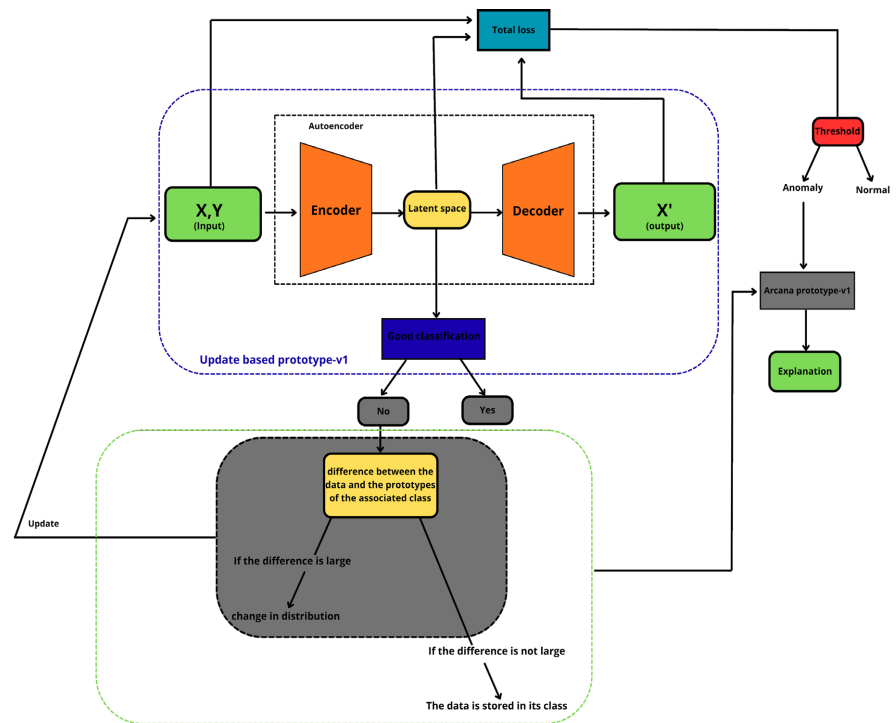 Total loss
Autoencoder
Threshold
Anomaly
Normal
X,Y
(Input)
Encoder
Latent space
Decoder
X'
(output)
Arcana prototype-v1
Good classification
Update based prototype-v1
Explanation
No
Yes
difference between the
data and the prototypes
of the associated class
Update
If the difference is large
change in distribution
If the difference is not large
The data is stored in its class